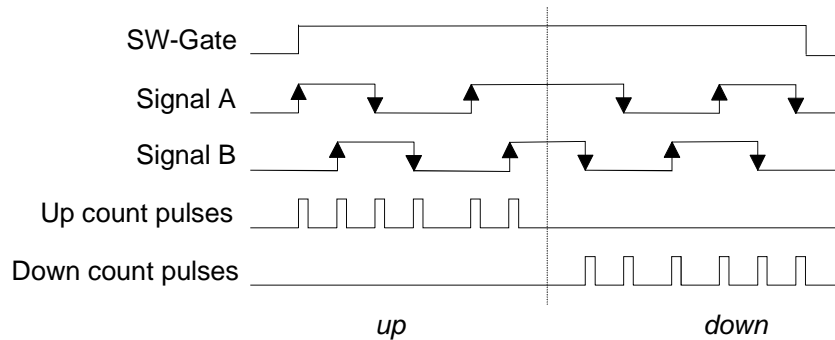 SW-Gate
Signal A
Signal B
Up count pulses
Down count pulses
up
down